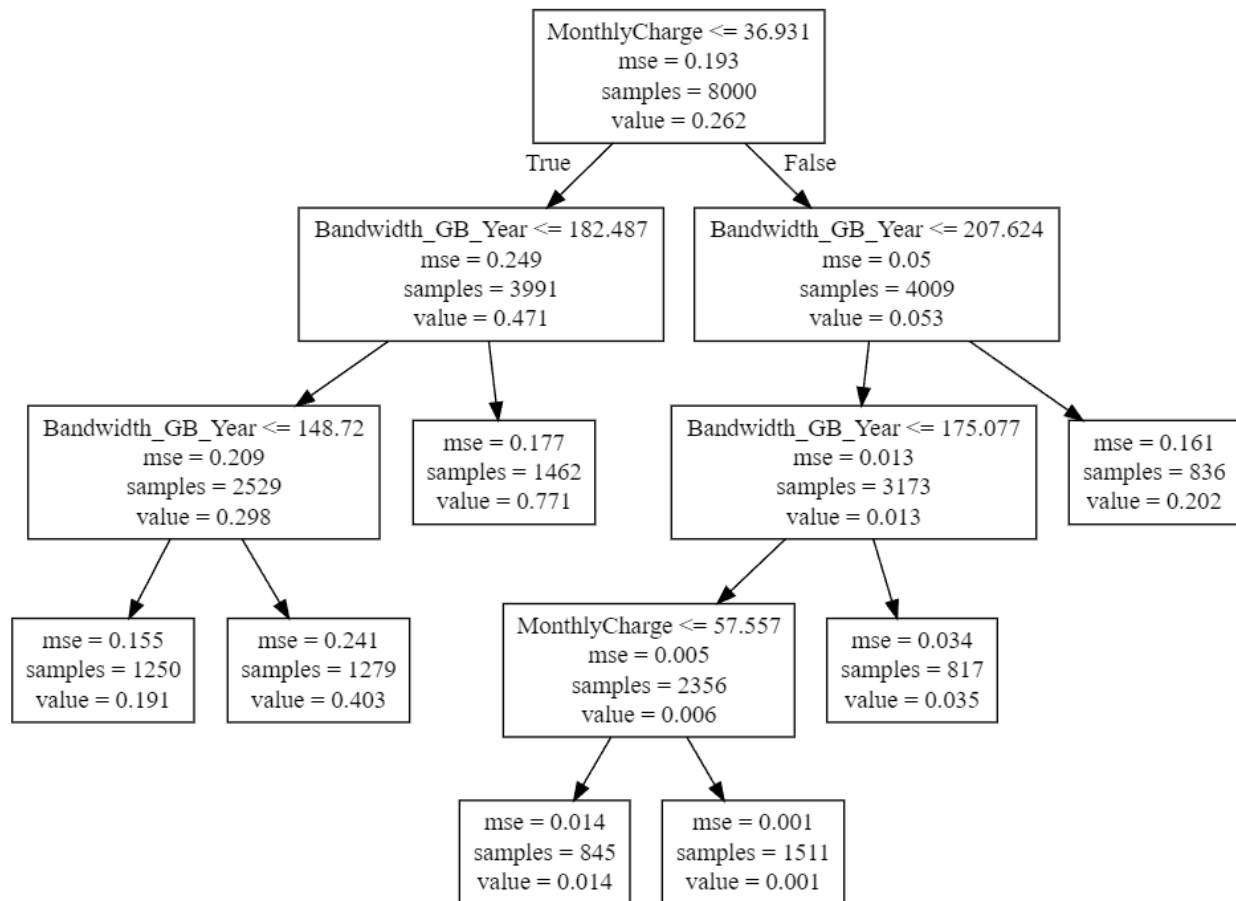 MonthlyCharge <= 36.931
mse = 0.193
samples = 8000
value = 0.262
True
False
Bandwidth_GB_Year <= 182.487
mse = 0.249
samples = 3991
value = 0.471
Bandwidth_GB_Year <= 207.624
mse = 0.05
samples = 4009
value = 0.053
Bandwidth_GB_Year <= 148.72
mse = 0.209
samples = 2529
value = 0.298
mse = 0.177
samples = 1462
value = 0.771
Bandwidth_GB_Year <= 175.077
mse = 0.013
samples = 3173
value = 0.013
mse = 0.161
samples = 836
value = 0.202
mse = 0.155
samples = 1250
value = 0.191
mse = 0.241
samples = 1279
value = 0.403
MonthlyCharge <= 57.557
mse = 0.005
samples = 2356
value = 0.006
mse = 0.034
samples = 817
value = 0.035
mse = 0.014
samples = 845
value = 0.014
mse = 0.001
samples = 1511
value = 0.001